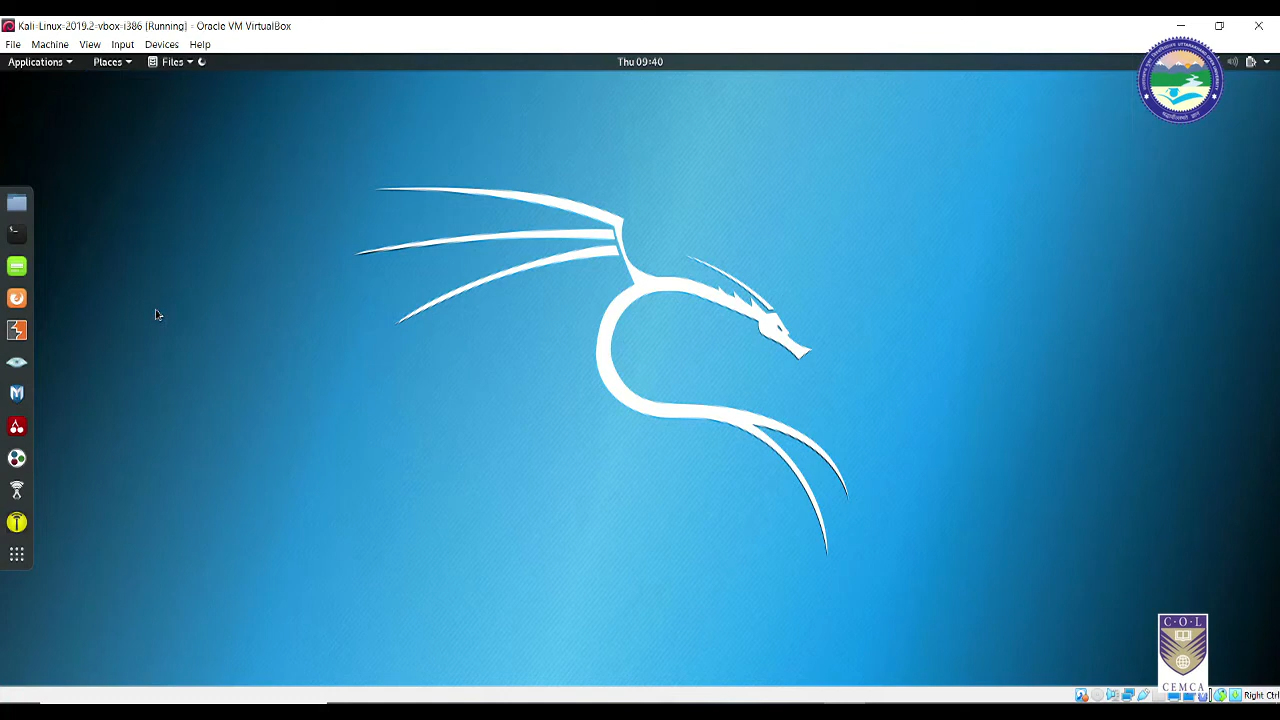 Kali-Linux-2019.2-vbox-i386 [Running] - Oracle VM VirtualBox
File Machine View Input Devices Help
Applications Places Files Thu 09:40
C·O·L
CEMCA
Right Ctrl